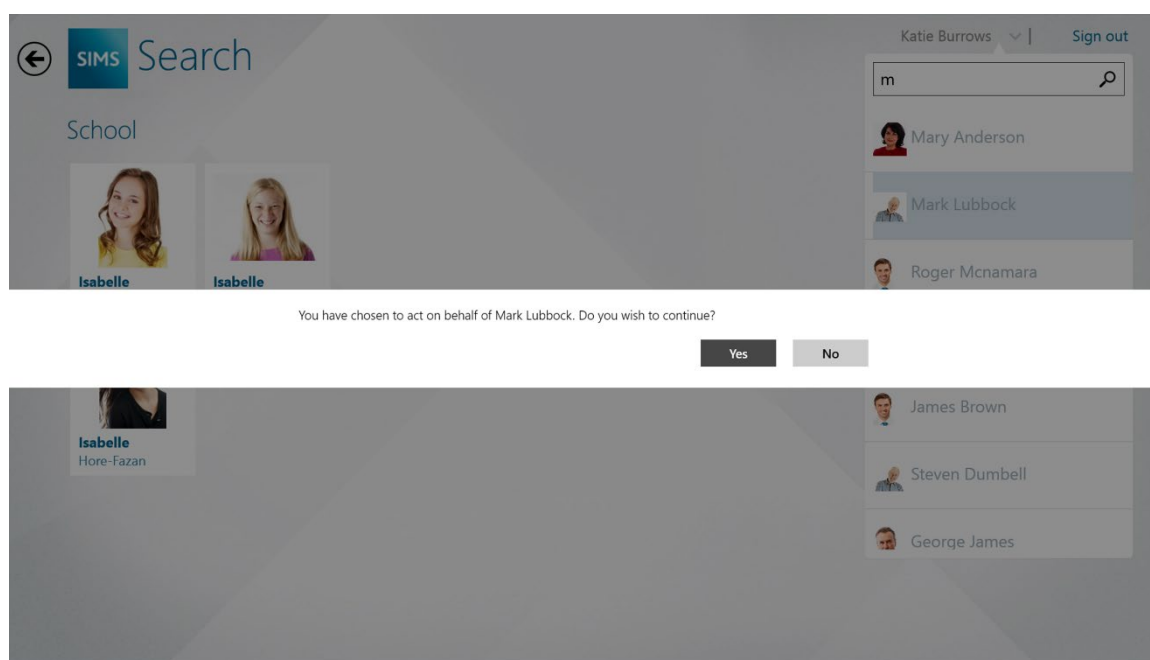 SIMS Search
Katie Burrows | Sign out
m
School
Mary Anderson
Mark Lubbock
Roger Mcnamara
Isabelle
Isabelle
You have chosen to act on behalf of Mark Lubbock. Do you wish to continue?
Yes No
James Brown
Isabelle
Hore-Fazan
Steven Dumbell
George James